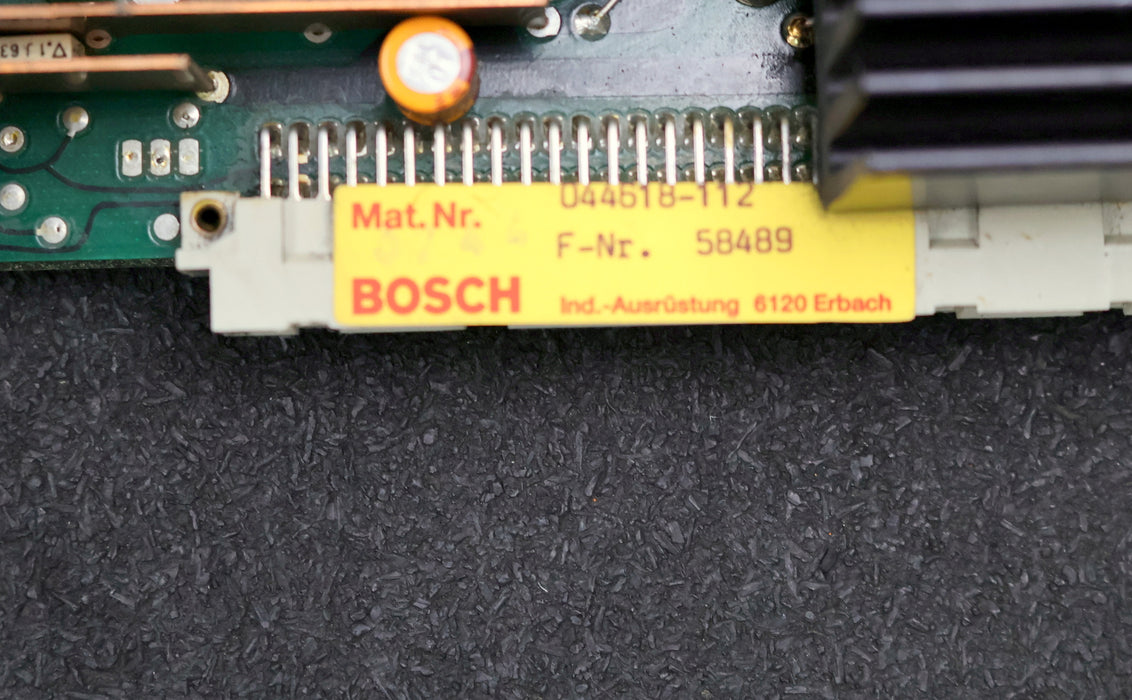 Mat.Nr. 044618-112
F-Nr. 58489
BOSCH Ind.-Ausrüstung 6120 Erbach